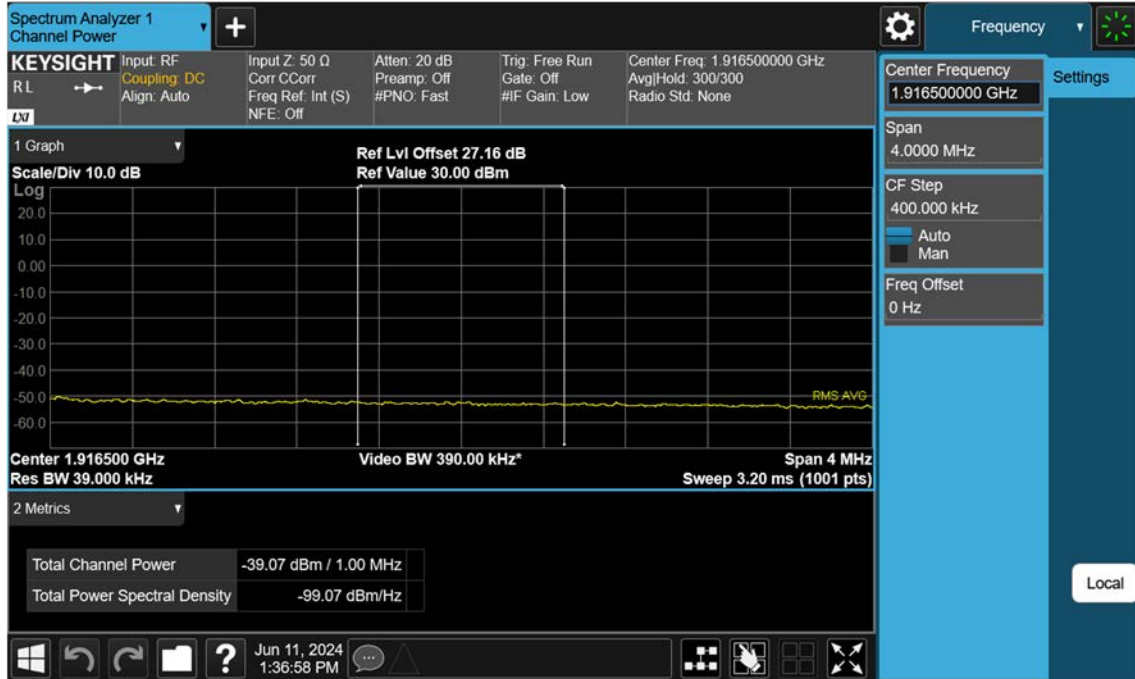 Spectrum Analyzer 1
Channel Power
Frequency
KEYSIGHT
R L
LXI
Input: RF
Coupling: DC
Align: Auto
Input Z: 50 Ω
Corr CCorr
Freq Ref: Int (S)
NFE: Off
Atten: 20 dB
Preamp: Off
#PNO: Fast
Trig: Free Run
Gate: Off
#IF Gain: Low
Center Freq: 1.916500000 GHz
Avg|Hold: 300/300
Radio Std: None
1 Graph
Scale/Div 10.0 dB
Ref Lvl Offset 27.16 dB
Ref Value 30.00 dBm
Log
20.0
10.0
0.00
-10.0
-20.0
-30.0
-40.0
-50.0
-60.0
RMS AVG
Center 1.916500 GHz
Video BW 390.00 kHz*
Span 4 MHz
Res BW 39.000 kHz
Sweep 3.20 ms (1001 pts)
2 Metrics
Total Channel Power -39.07 dBm / 1.00 MHz
Total Power Spectral Density -99.07 dBm/Hz
Center Frequency
1.916500000 GHz
Settings
Span
4.0000 MHz
CF Step
400.000 kHz
Auto
Man
Freq Offset
0 Hz
Local
?
Jun 11, 2024
1:36:58 PM